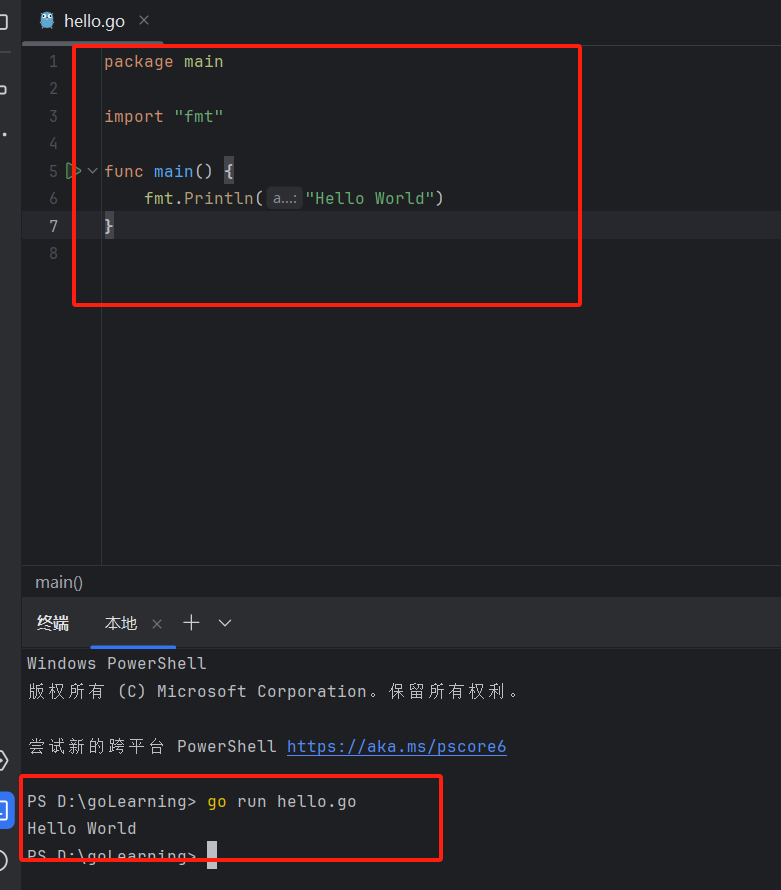 hello.go
1 package main
2
3 import "fmt"
4
5 func main() {
6 fmt.Println(a...:"Hello World")
7 }
8
main()
终端 本地
Windows PowerShell
版权所有 (C) Microsoft Corporation。保留所有权利。
尝试新的跨平台 PowerShell https://aka.ms/pscore6
PS D:\goLearning> go run hello.go
Hello World
PS D:\goLearning>